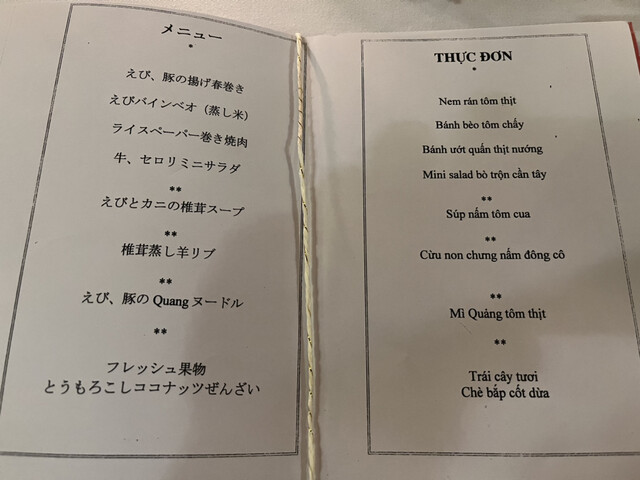 メニュー
*
えび、豚の揚げ春巻き
えびバインベオ（蒸し米）
ライスペーパー巻き焼肉
牛、セロリミニサラダ
**
えびとカニの椎茸スープ
**
椎茸蒸し羊リブ
**
えび、豚の Quang ヌードル
**
フレッシュ果物
とうもろこしココナッツぜんざい
THỰC ĐƠN
*
Nem rán tôm thịt
Bánh bèo tôm chấy
Bánh ướt quấn thịt nướng
Mini salad bò trộn cần tây
**
Súp nấm tôm cua
**
Cừu non chưng nấm đông cô
**
Mì Quảng tôm thịt
**
Trái cây tươi
Chè bắp cốt dừa